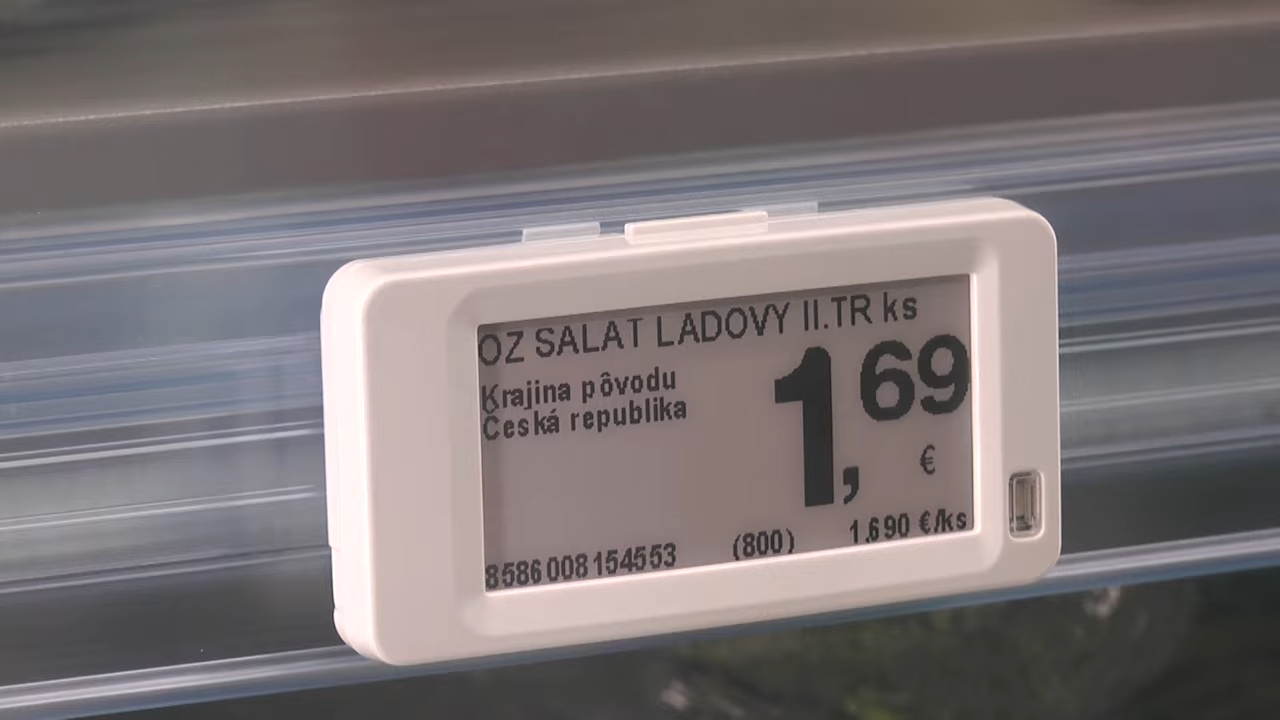 OZ SALAT LADOVY II.TR ks
Krajina pôvodu
Česká republika
1,69
€
8586008154553 (800) 1,690 €/ks